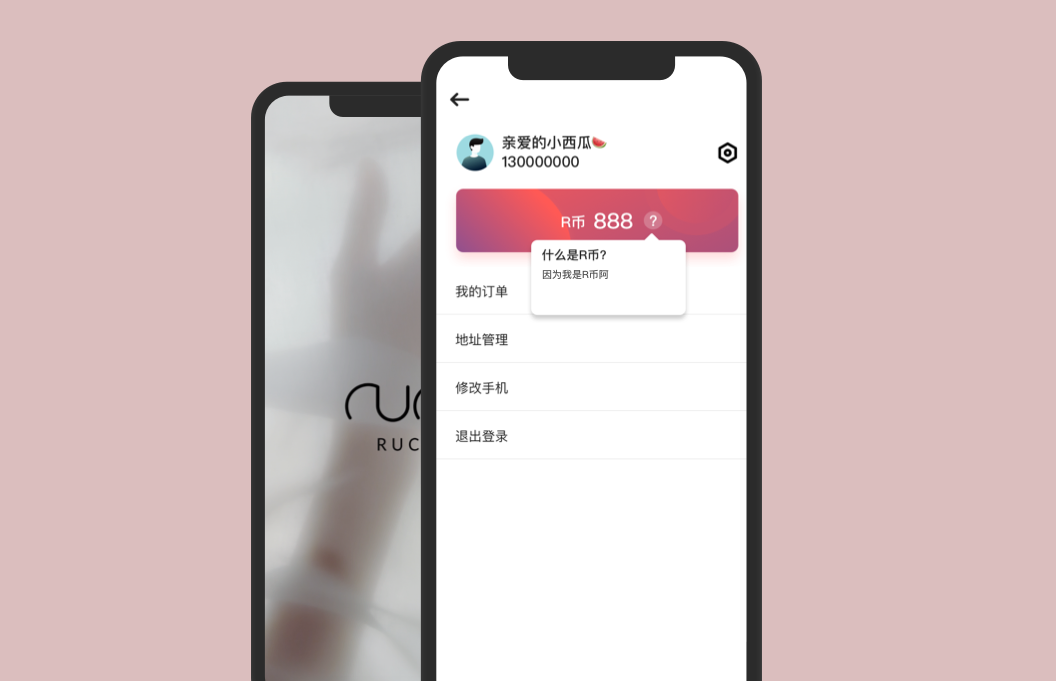 亲爱的小西瓜🍉
130000000
R币 888 ?
什么是R币?
因为我是R币阿
我的订单
地址管理
修改手机
退出登录
RUC